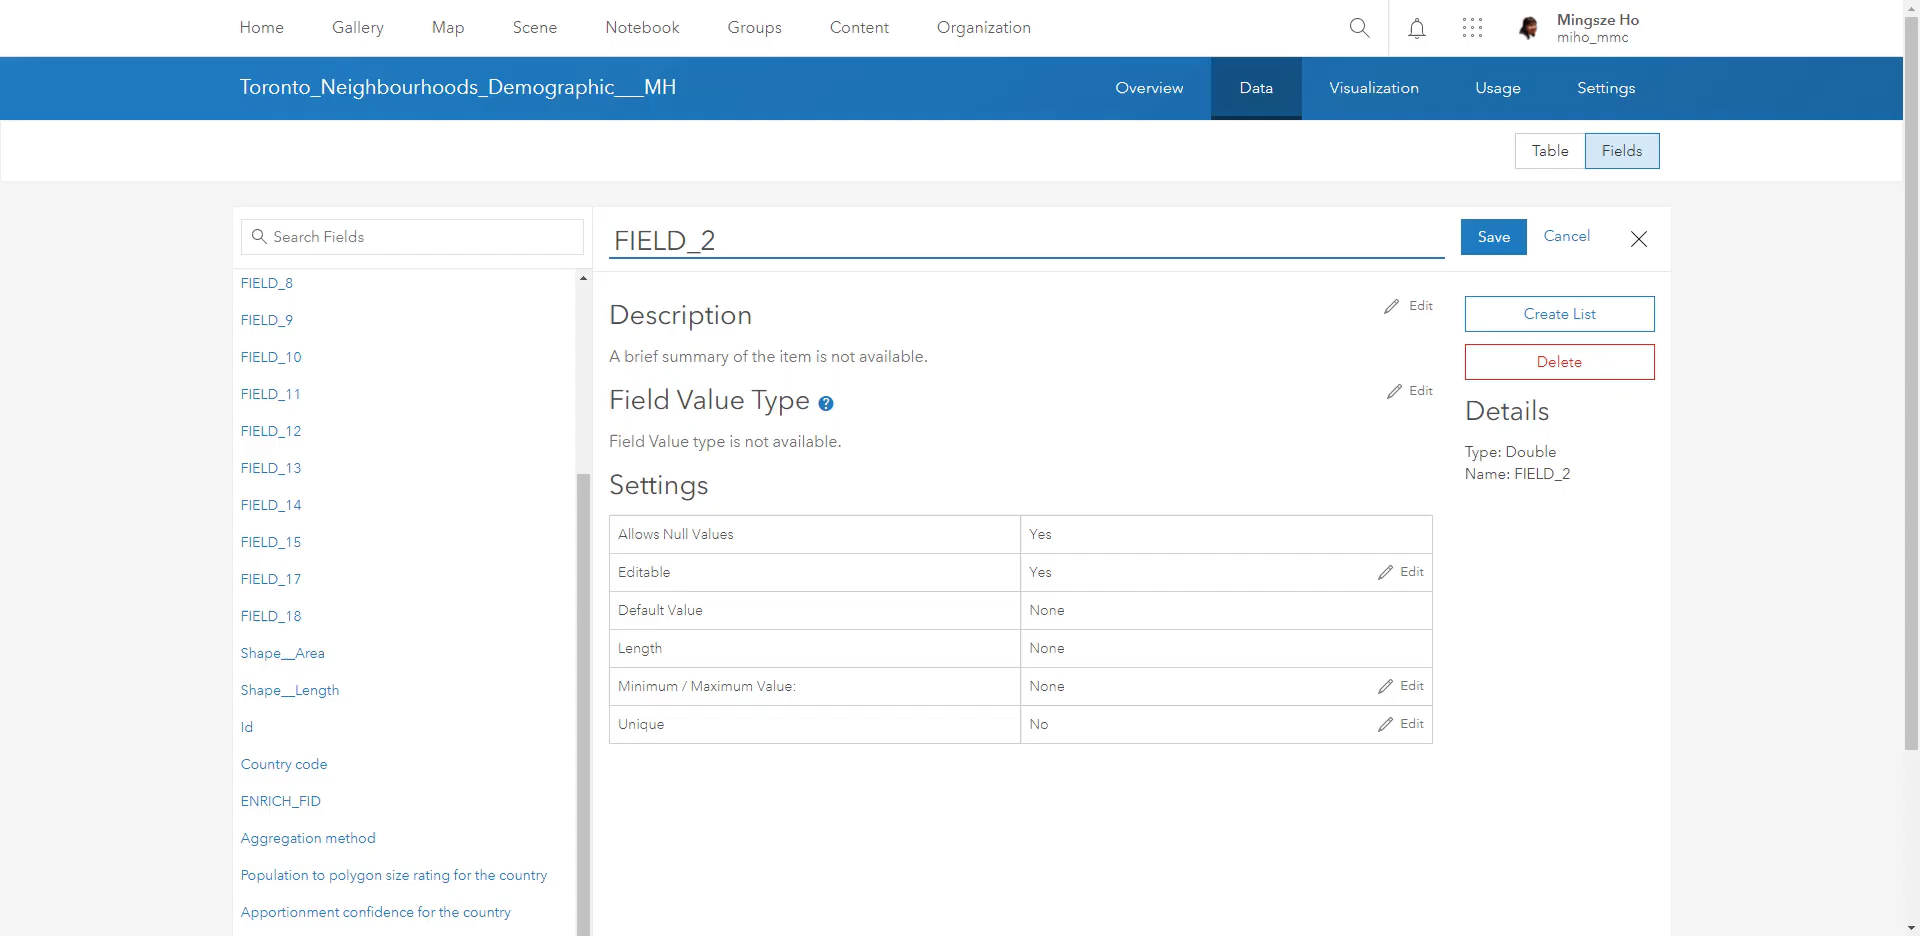 Home Gallery Map Scene Notebook Groups Content Organization
Mingsze Ho
miho_mmc
Toronto_Neighbourhoods_Demographic___MH
Overview Data Visualization Usage Settings
Table Fields
Search Fields
FIELD_2
Save Cancel
FIELD_8
FIELD_9
FIELD_10
FIELD_11
FIELD_12
FIELD_13
FIELD_14
FIELD_15
FIELD_17
FIELD_18
Shape__Area
Shape__Length
Id
Country code
ENRICH_FID
Aggregation method
Population to polygon size rating for the country
Apportionment confidence for the country
Description Edit
A brief summary of the item is not available.
Field Value Type ? Edit
Field Value type is not available.
Settings
Allows Null Values Yes
Editable Yes Edit
Default Value None
Length None
Minimum / Maximum Value: None Edit
Unique No Edit
Create List
Delete
Details
Type: Double
Name: FIELD_2